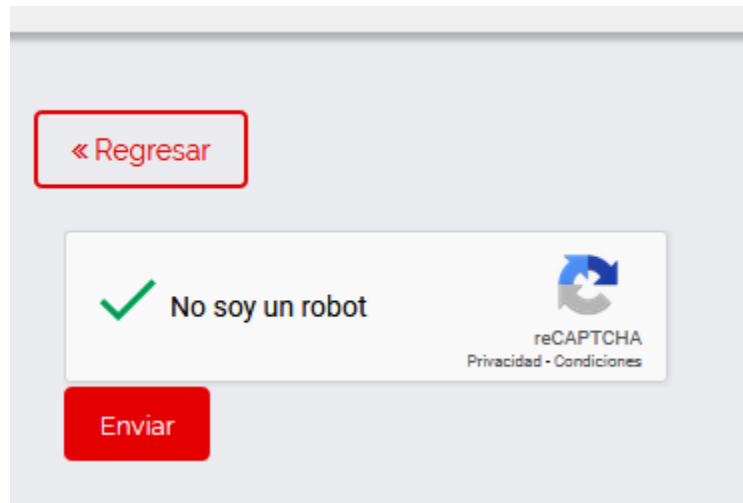 « Regresar
No soy un robot
reCAPTCHA
Privacidad - Condiciones
Enviar